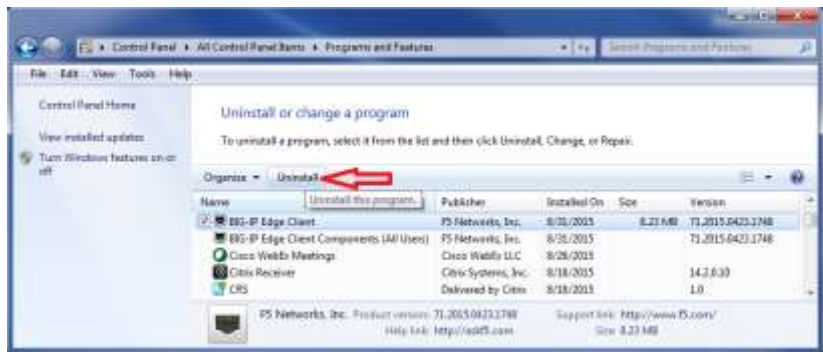 Control Panel All Control Panel Items Programs and Features Search Programs and Features
File Edit View Tools Help
Control Panel Home
View installed updates
Turn Windows features on or off
Uninstall or change a program
To uninstall a program, select it from the list and then click Uninstall, Change, or Repair.
Organise Uninstall
Uninstall this program.
Name Publisher Installed On Size Version
BIG-IP Edge Client F5 Networks, Inc. 8/31/2015 8.23 MB 71.2015.0423.1748
BIG-IP Edge Client Components (All Users) F5 Networks, Inc. 8/31/2015 71.2015.0423.1748
Cisco WebEx Meetings Cisco WebEx LLC 8/26/2015
Citrix Receiver Citrix Systems, Inc. 8/18/2015 14.2.0.10
CRS Delivered by Citrix 8/18/2015 1.0
F5 Networks, Inc. Product version: 71.2015.0423.1748 Support link: http://www.f5.com/
Help link: http://askf5.com Size: 8.23 MB